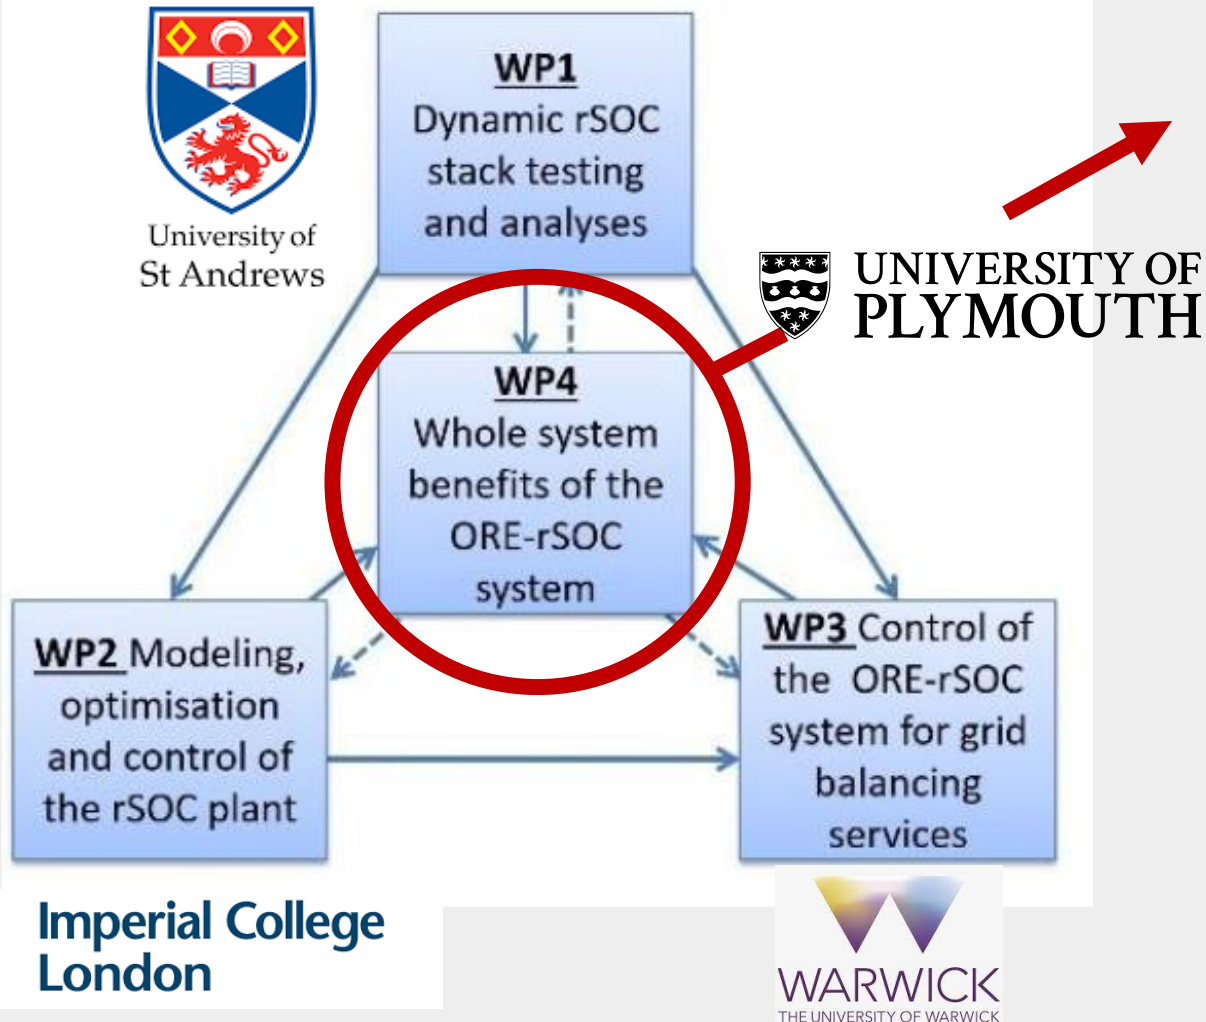 WP1
Dynamic rSOC
stack testing
and analyses
University of
St Andrews
UNIVERSITY OF
PLYMOUTH
WP4
Whole system
benefits of the
ORE-rSOC
system
WP2 Modeling,
optimisation
and control of
the rSOC plant
WP3 Control of
the ORE-rSOC
system for grid
balancing
services
Imperial College
London
WARWICK
THE UNIVERSITY OF WARWICK